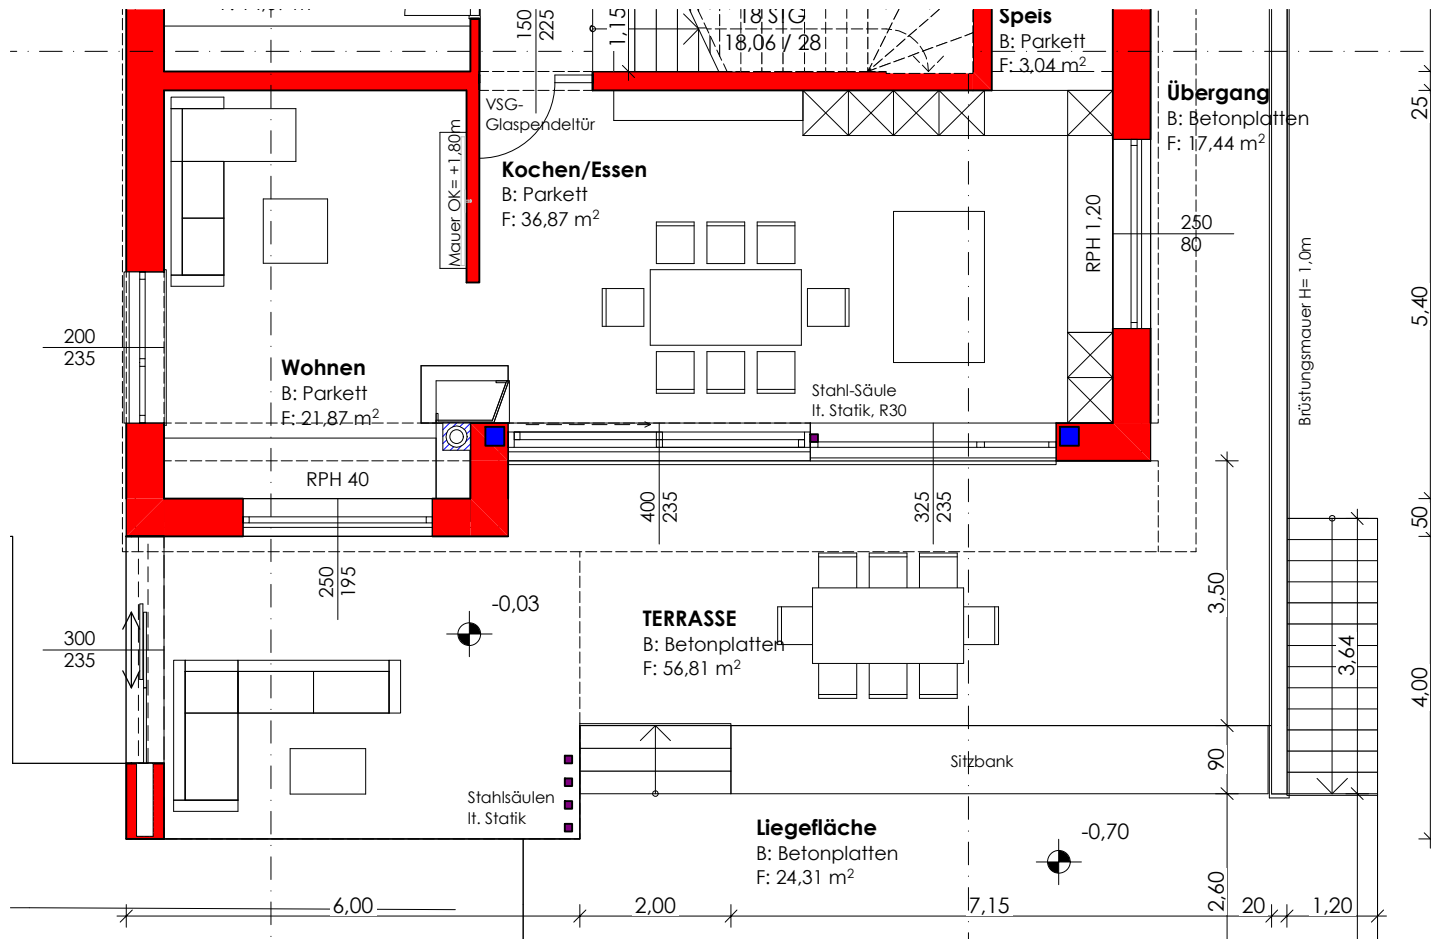 150
225
1,15
18 STG
18,06 / 28
Speis
B: Parkett
F: 3,04 m²
Übergang
B: Betonplatten
F: 17,44 m²
25
VSG-
Glaspendeltür
Mauer OK= +1,80m
Kochen/Essen
B: Parkett
F: 36,87 m²
RPH 1,20
250
80
Brüstungsmauer H= 1,0m
5,40
200
235
Wohnen
B: Parkett
F: 21,87 m²
Stahl-Säule
lt. Statik, R30
RPH 40
400
235
325
235
50
250
195
-0,03
3,50
TERRASSE
B: Betonplatten
F: 56,81 m²
300
235
3,64
4,00
Sitzbank
90
Stahlsäulen
lt. Statik
Liegefläche
B: Betonplatten
F: 24,31 m²
-0,70
2,60
6,00
2,00
7,15
20
1,20